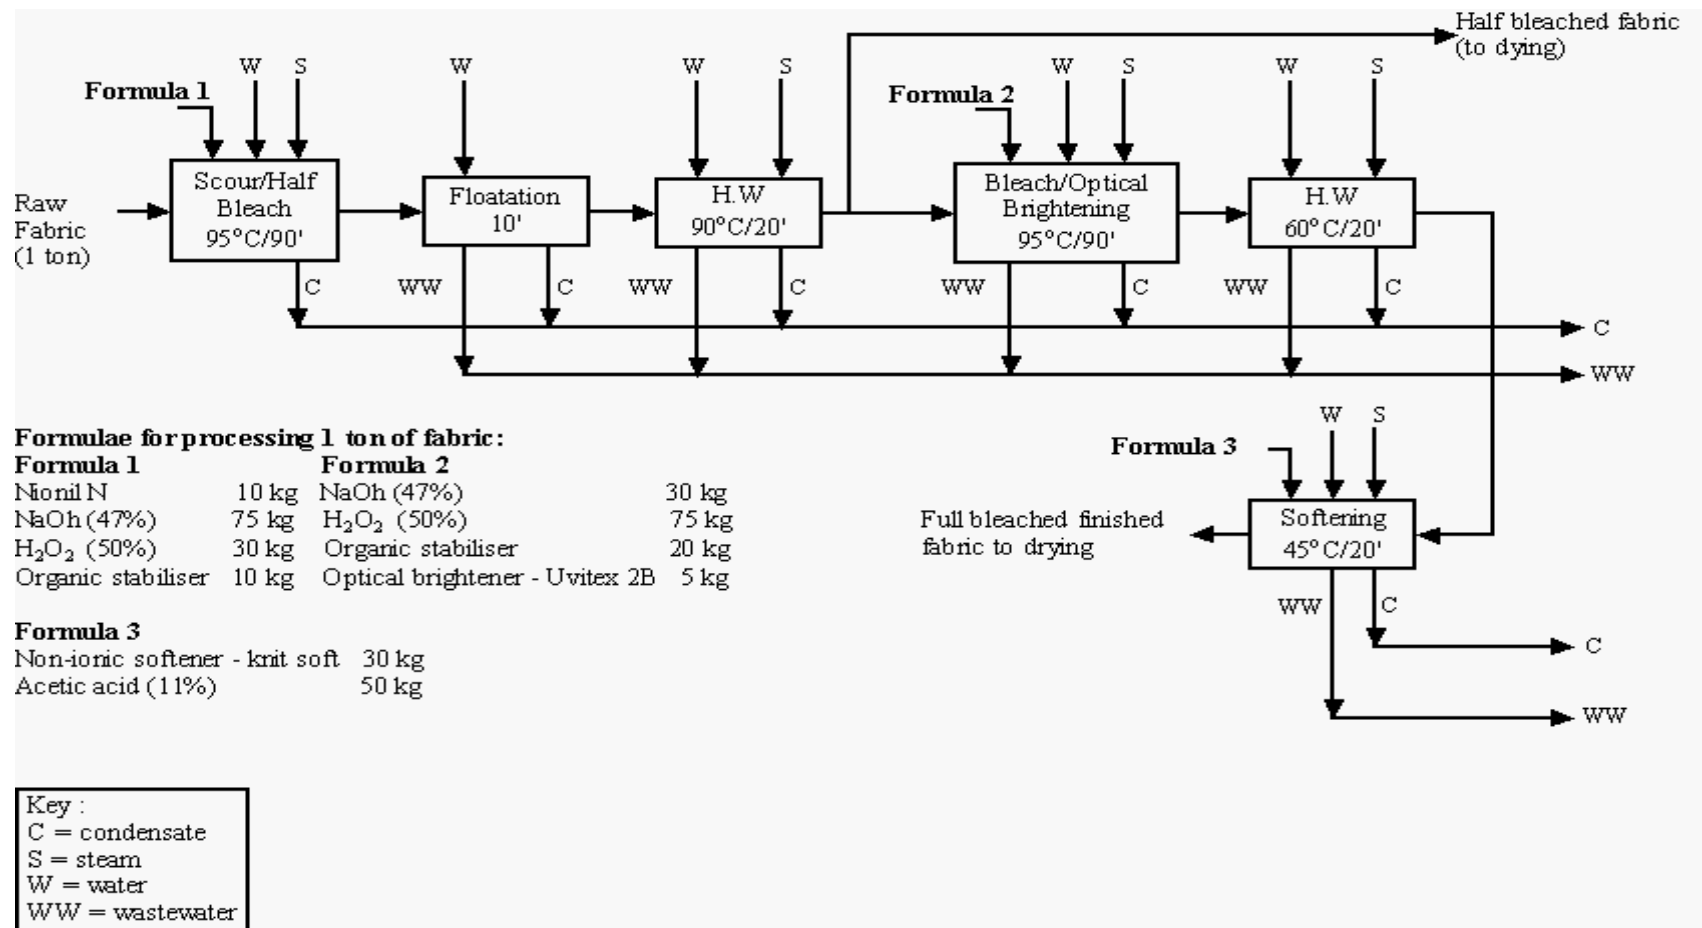 Half bleached fabric
(to dying)
W S W W S W S W S
Formula 1
Formula 2
Raw
Fabric
(1 ton)
Scour/Half
Bleach
95°C/90'
Floatation
10'
H.W
90°C/20'
Bleach/Optical
Brightening
95°C/90'
H.W
60°C/20'
C WW C WW C WW C WW C
C
WW
W S
Formula 3
Softening
45°C/20'
Full bleached finished
fabric to drying
WW C
C
WW
Formulae for processing 1 ton of fabric:
Formula 1 Formula 2
Nionil N 10 kg NaOh (47%) 30 kg
NaOh (47%) 75 kg H₂O₂ (50%) 75 kg
H₂O₂ (50%) 30 kg Organic stabiliser 20 kg
Organic stabiliser 10 kg Optical brightener - Uvitex 2B 5 kg
Formula 3
Non-ionic softener - knit soft 30 kg
Acetic acid (11%) 50 kg
Key :
C = condensate
S = steam
W = water
WW = wastewater